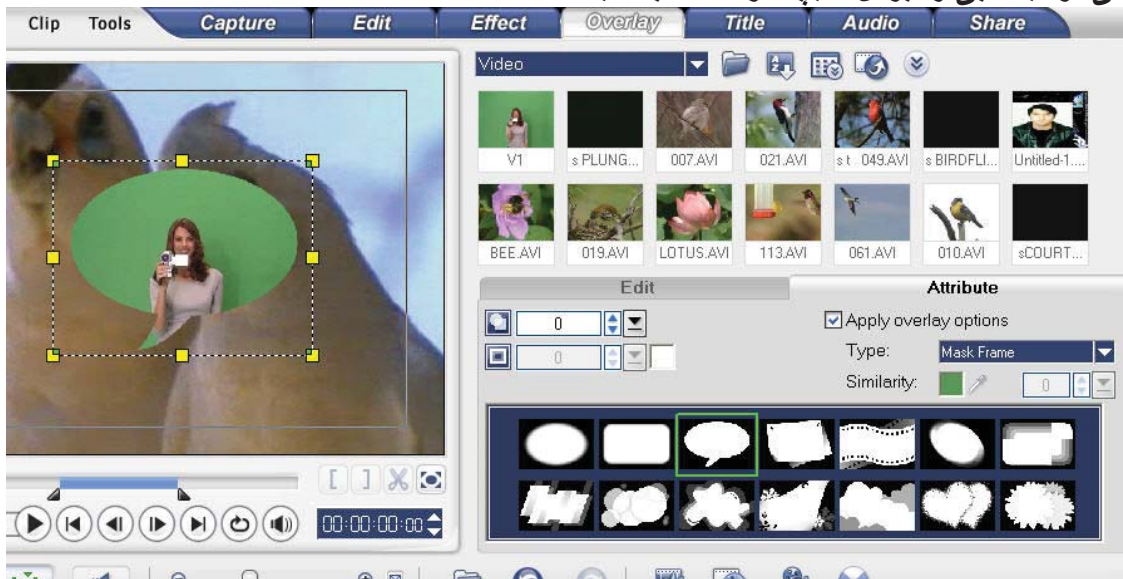 Clip Tools Capture Edit Effect Overlay Title Audio Share
Video
V1 s PLUNG... 007.AVI 021.AVI s t 049.AVI s BIRDFLI... Untitled-1....
BEE.AVI 019.AVI LOTUS.AVI 113.AVI 061.AVI 010.AVI sCOURT...
Edit Attribute
0 Apply overlay options
0 Type: Mask Frame
Similarity: 0
00:00:00:00